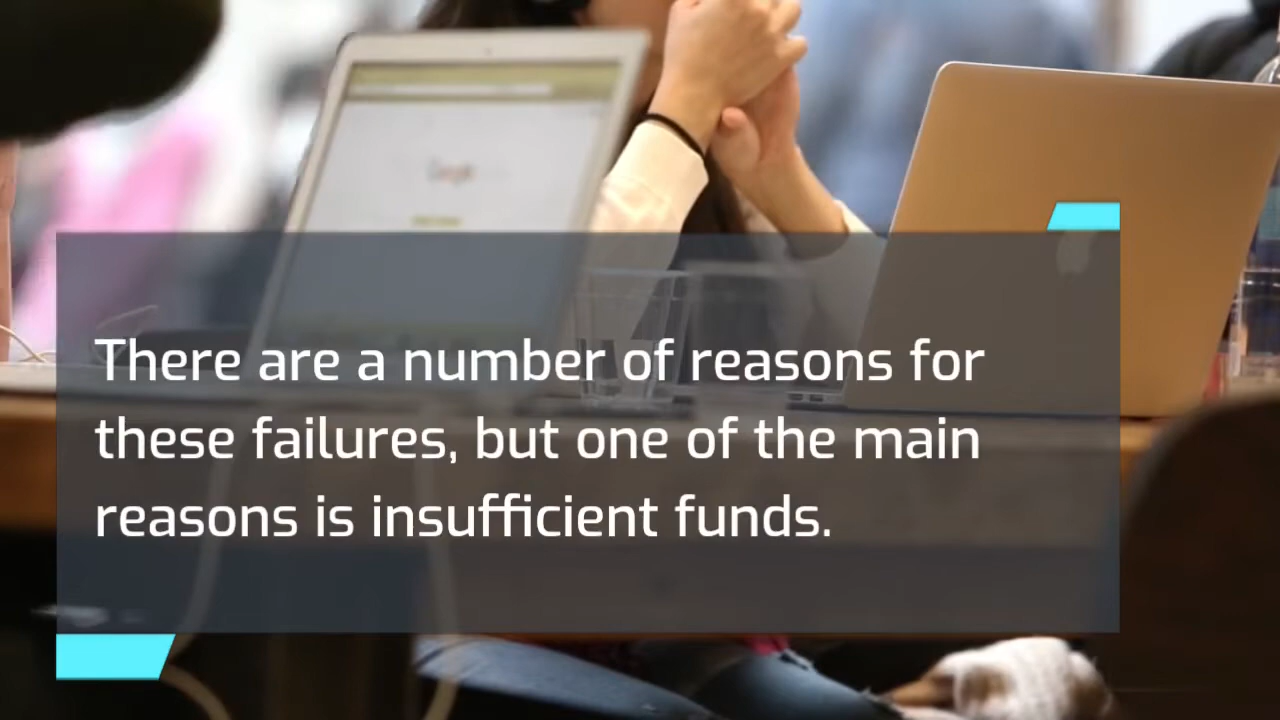 There are a number of reasons for
these failures, but one of the main
reasons is insufficient funds.